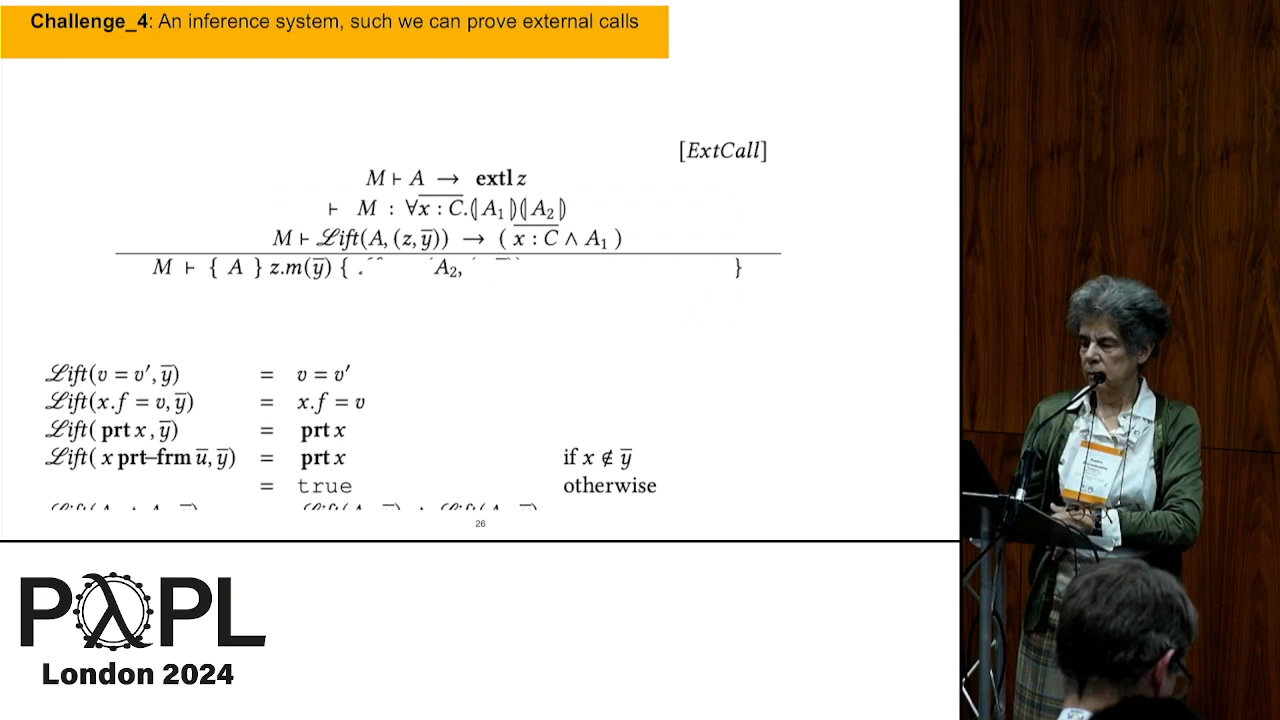 Challenge_4: An inference system, such we can prove external calls
[ExtCall]
M ⊢ A → extl z
⊢ M : ∀x̅ : C̅.⦇A₁⦈⦇A₂⦈
M ⊢ ℒift(A, (z, y̅)) → ( x̅ : C̅ ∧ A₁ )
M ⊢ { A } z.m(y̅) { A₂, }
ℒift(v = v′, y̅) = v = v′
ℒift(x.f = v, y̅) = x.f = v
ℒift( prt x , y̅) = prt x
ℒift( x prt–frm u̅, y̅) = prt x if x ∉ y̅
= true otherwise
26
PλPL
London 2024